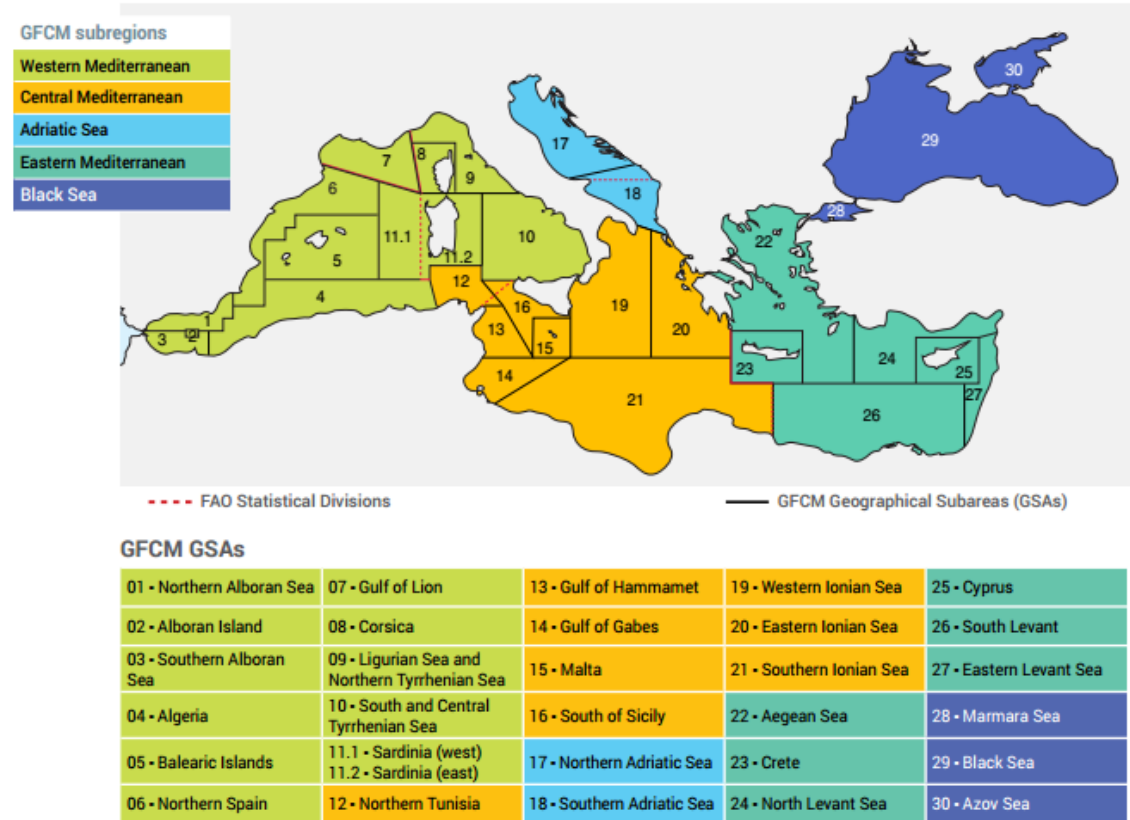 GFCM subregions
Western Mediterranean
Central Mediterranean
Adriatic Sea
Eastern Mediterranean
Black Sea
30
29
28
17
18
7
8
9
6
11.1
11.2
10
5
4
1
3
2
12
16
13
15
14
19
20
21
22
23
24
25
27
26
FAO Statistical Divisions
GFCM Geographical Subareas (GSAs)
GFCM GSAs
01 • Northern Alboran Sea
07 • Gulf of Lion
13 • Gulf of Hammamet
19 • Western Ionian Sea
25 • Cyprus
02 • Alboran Island
08 • Corsica
14 • Gulf of Gabes
20 • Eastern Ionian Sea
26 • South Levant
03 • Southern Alboran
Sea
09 • Ligurian Sea and
Northern Tyrrhenian Sea
15 • Malta
21 • Southern Ionian Sea
27 • Eastern Levant Sea
04 • Algeria
10 • South and Central
Tyrrhenian Sea
16 • South of Sicily
22 • Aegean Sea
28 • Marmara Sea
05 • Balearic Islands
11.1 • Sardinia (west)
11.2 • Sardinia (east)
17 • Northern Adriatic Sea
23 • Crete
29 • Black Sea
06 • Northern Spain
12 • Northern Tunisia
18 • Southern Adriatic Sea
24 • North Levant Sea
30 • Azov Sea